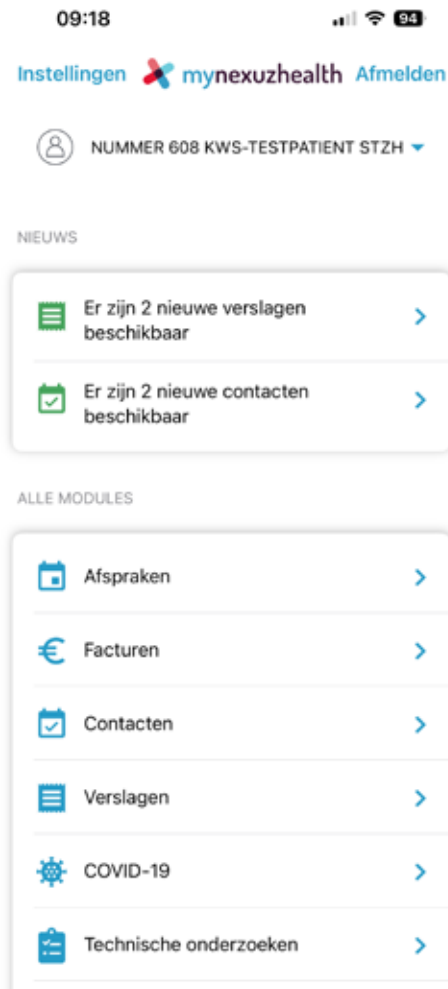 09:18 94
Instellingen mynexuzhealth Afmelden
NUMMER 608 KWS-TESTPATIENT STZH
NIEUWS
Er zijn 2 nieuwe verslagen
beschikbaar
Er zijn 2 nieuwe contacten
beschikbaar
ALLE MODULES
Afspraken
€ Facturen
Contacten
Verslagen
COVID-19
Technische onderzoeken